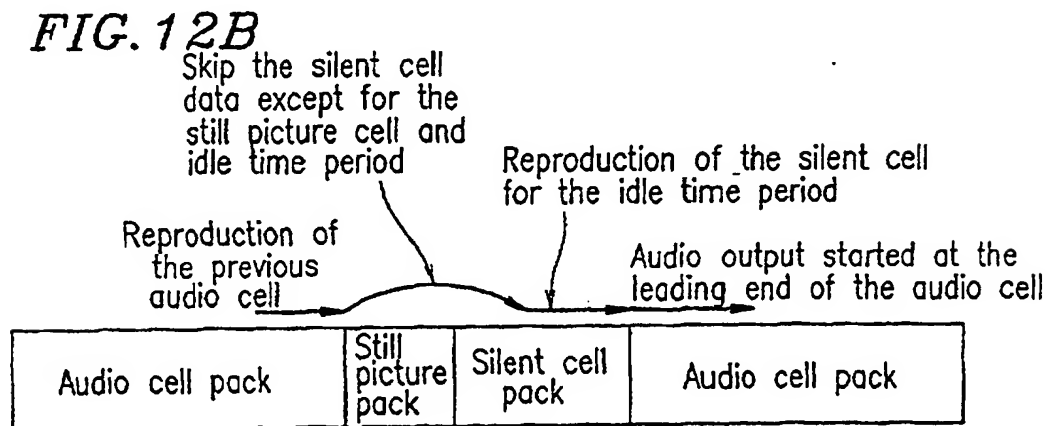 FIG. 12B
Skip the silent cell
data except for the
still picture cell and
idle time period
Reproduction of the silent cell
for the idle time period
Reproduction of
the previous
audio cell
Audio output started at the
leading end of the audio cell
Audio cell pack
Still
picture
pack
Silent cell
pack
Audio cell pack